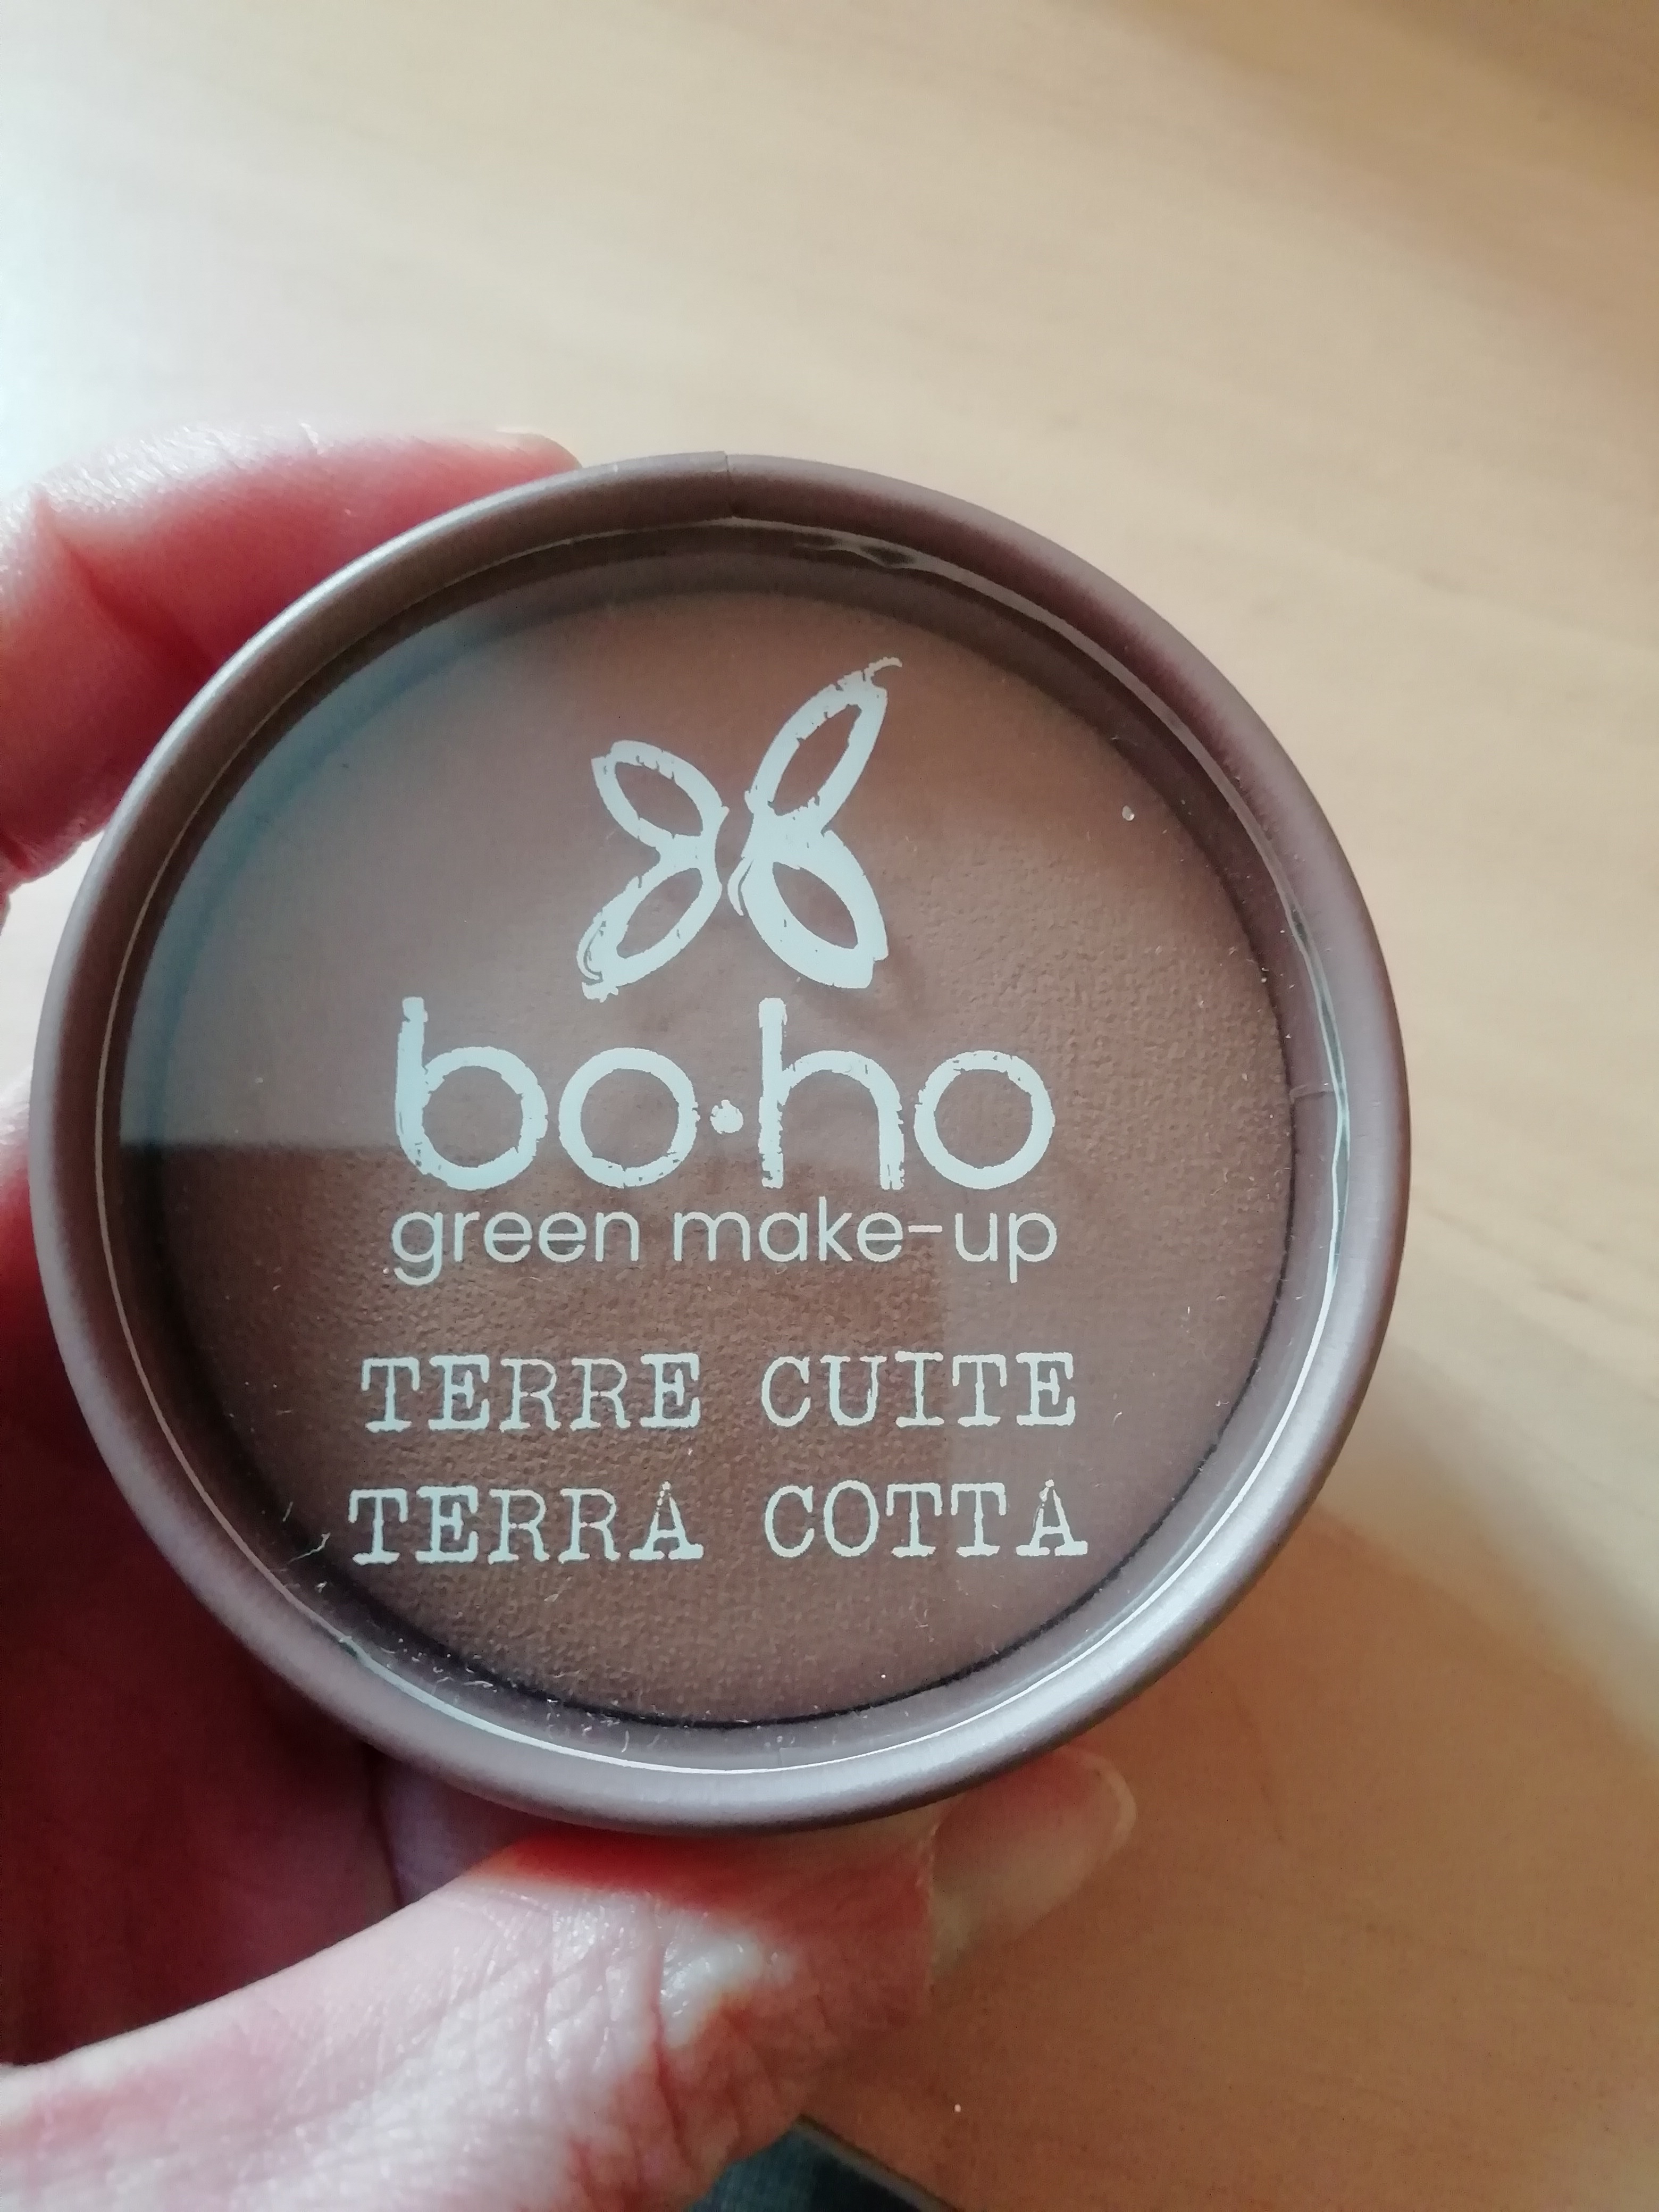 bo·ho
green make-up
TERRE CUITE
TERRA COTTA